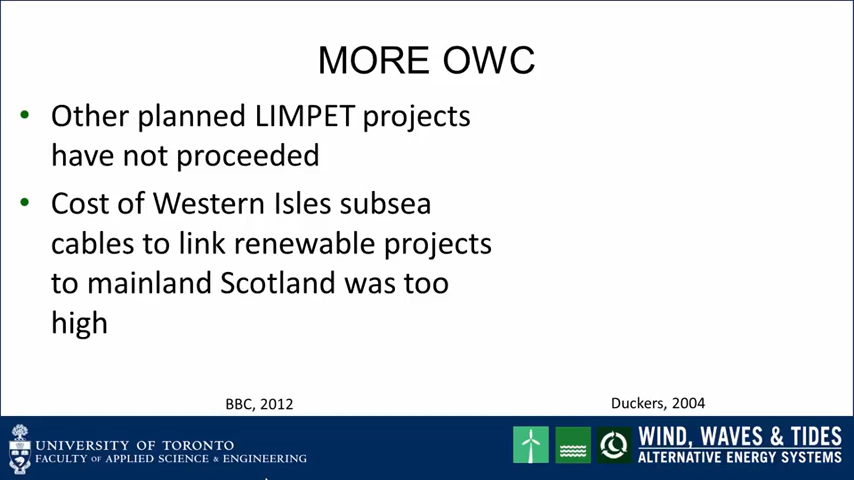 MORE OWC
• Other planned LIMPET projects
have not proceeded
• Cost of Western Isles subsea
cables to link renewable projects
to mainland Scotland was too
high
BBC, 2012
Duckers, 2004
UNIVERSITY OF TORONTO
FACULTY OF APPLIED SCIENCE & ENGINEERING
WIND, WAVES & TIDES
ALTERNATIVE ENERGY SYSTEMS